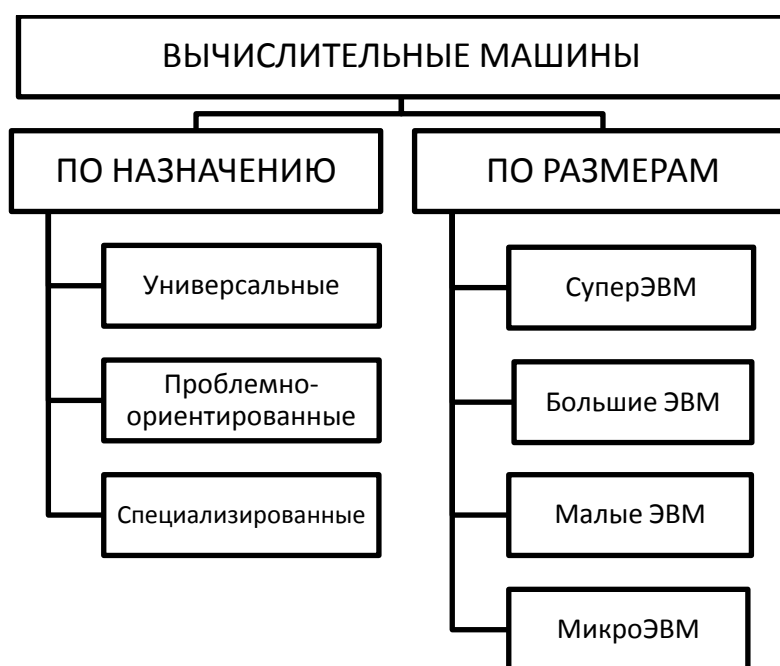 ВЫЧИСЛИТЕЛЬНЫЕ МАШИНЫ
ПО НАЗНАЧЕНИЮ
Универсальные
Проблемно-
ориентированные
Специализированные
ПО РАЗМЕРАМ
СуперЭВМ
Большие ЭВМ
Малые ЭВМ
МикроЭВМ